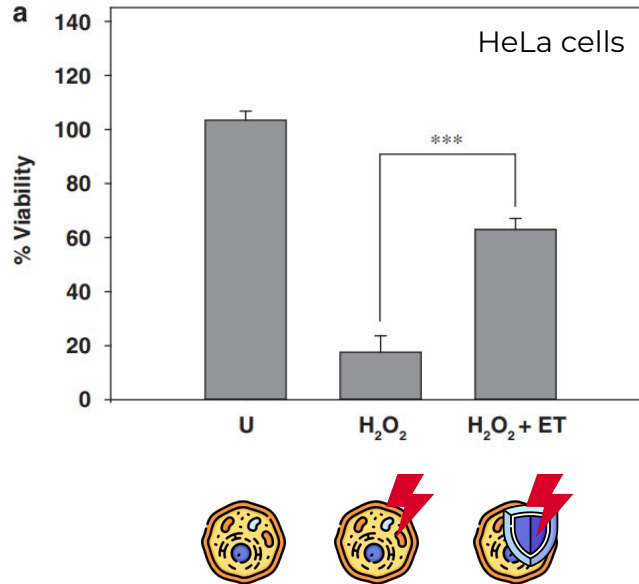 a
HeLa cells
% Viability
140
120
100
80
60
40
20
0
***
U
H₂O₂
H₂O₂ + ET